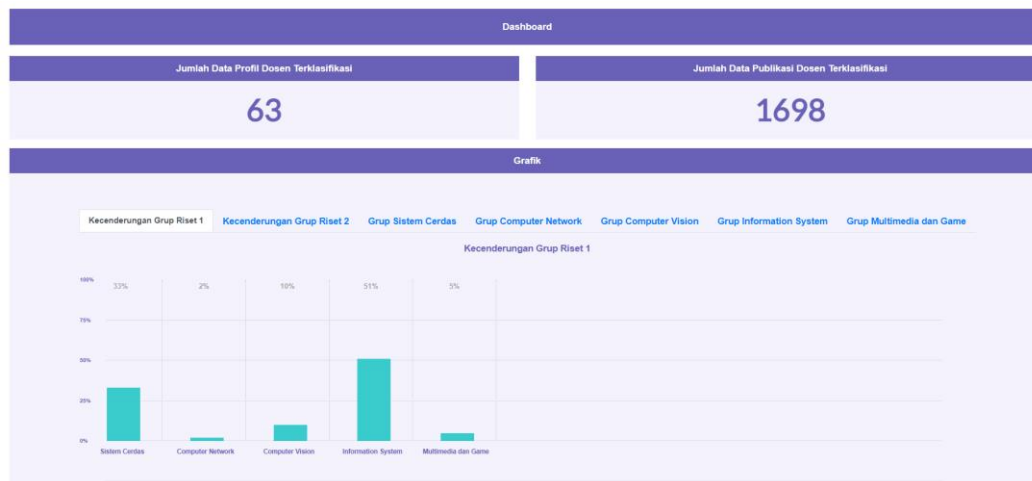 Dashboard
Jumlah Data Profil Dosen Terklasifikasi
Jumlah Data Publikasi Dosen Terklasifikasi
63
1698
Grafik
Kecenderungan Grup Riset 1
Kecenderungan Grup Riset 2
Grup Sistem Cerdas
Grup Computer Network
Grup Computer Vision
Grup Information System
Grup Multimedia dan Game
Kecenderungan Grup Riset 1
100%
33%
2%
10%
51%
5%
75%
50%
25%
0%
Sistem Cerdas
Computer Network
Computer Vision
Information System
Multimedia dan Game